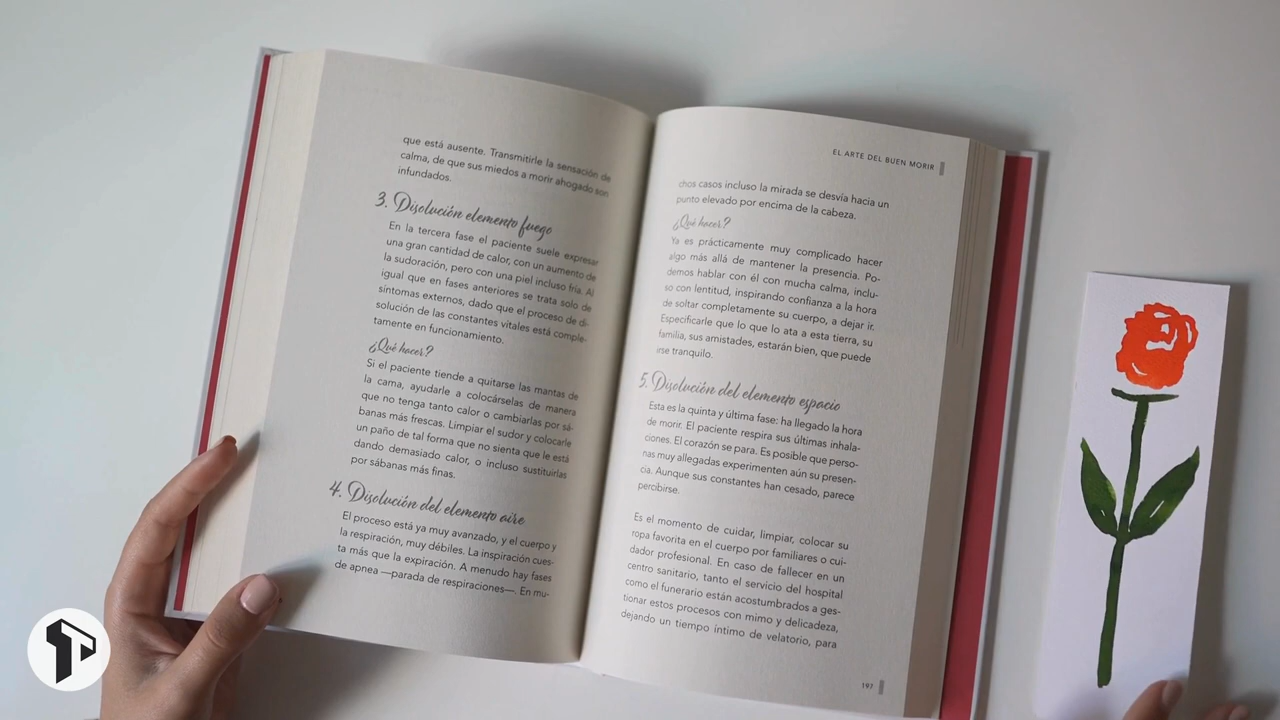 que está ausente. Transmitirle la sensación de
calma, de que sus miedos a morir ahogado son
infundados.
3. Disolución elemento fuego
En la tercera fase el paciente suele expresar
una gran cantidad de calor, con un aumento de
la sudoración, pero con una piel incluso fría. Al
igual que en fases anteriores se trata solo de
síntomas externos, dado que el proceso de di-
solución de las constantes vitales está comple-
tamente en funcionamiento.
¿Qué hacer?
Si el paciente tiende a quitarse las mantas de
la cama, ayudarle a colocárselas de manera
que no tenga tanto calor o cambiarlas por sá-
banas más frescas. Limpiar el sudor y colocarle
un paño de tal forma que no sienta que le está
dando demasiado calor, o incluso sustituirlas
por sábanas más finas.
4. Disolución del elemento aire
El proceso está ya muy avanzado, y el cuerpo y
la respiración, muy débiles. La inspiración cues-
ta más que la expiración. A menudo hay fases
de apnea —parada de respiraciones—. En mu-
EL ARTE DEL BUEN MORIR
chos casos incluso la mirada se desvía hacia un
punto elevado por encima de la cabeza.
¿Qué hacer?
Ya es prácticamente muy complicado hacer
algo más allá de mantener la presencia. Po-
demos hablar con él con mucha calma, inclu-
so con lentitud, inspirando confianza a la hora
de soltar completamente su cuerpo, a dejar ir.
Especificarle que lo que lo ata a esta tierra, su
familia, sus amistades, estarán bien, que puede
irse tranquilo.
5. Disolución del elemento espacio
Esta es la quinta y última fase: ha llegado la hora
de morir. El paciente respira sus últimas inhala-
ciones. El corazón se para. Es posible que perso-
nas muy allegadas experimenten aún su presen-
cia. Aunque sus constantes han cesado, parece
percibirse.
Es el momento de cuidar, limpiar, colocar su
ropa favorita en el cuerpo por familiares o cui-
dador profesional. En caso de fallecer en un
centro sanitario, tanto el servicio del hospital
como el funerario están acostumbrados a ges-
tionar estos procesos con mimo y delicadeza,
dejando un tiempo íntimo de velatorio, para
197